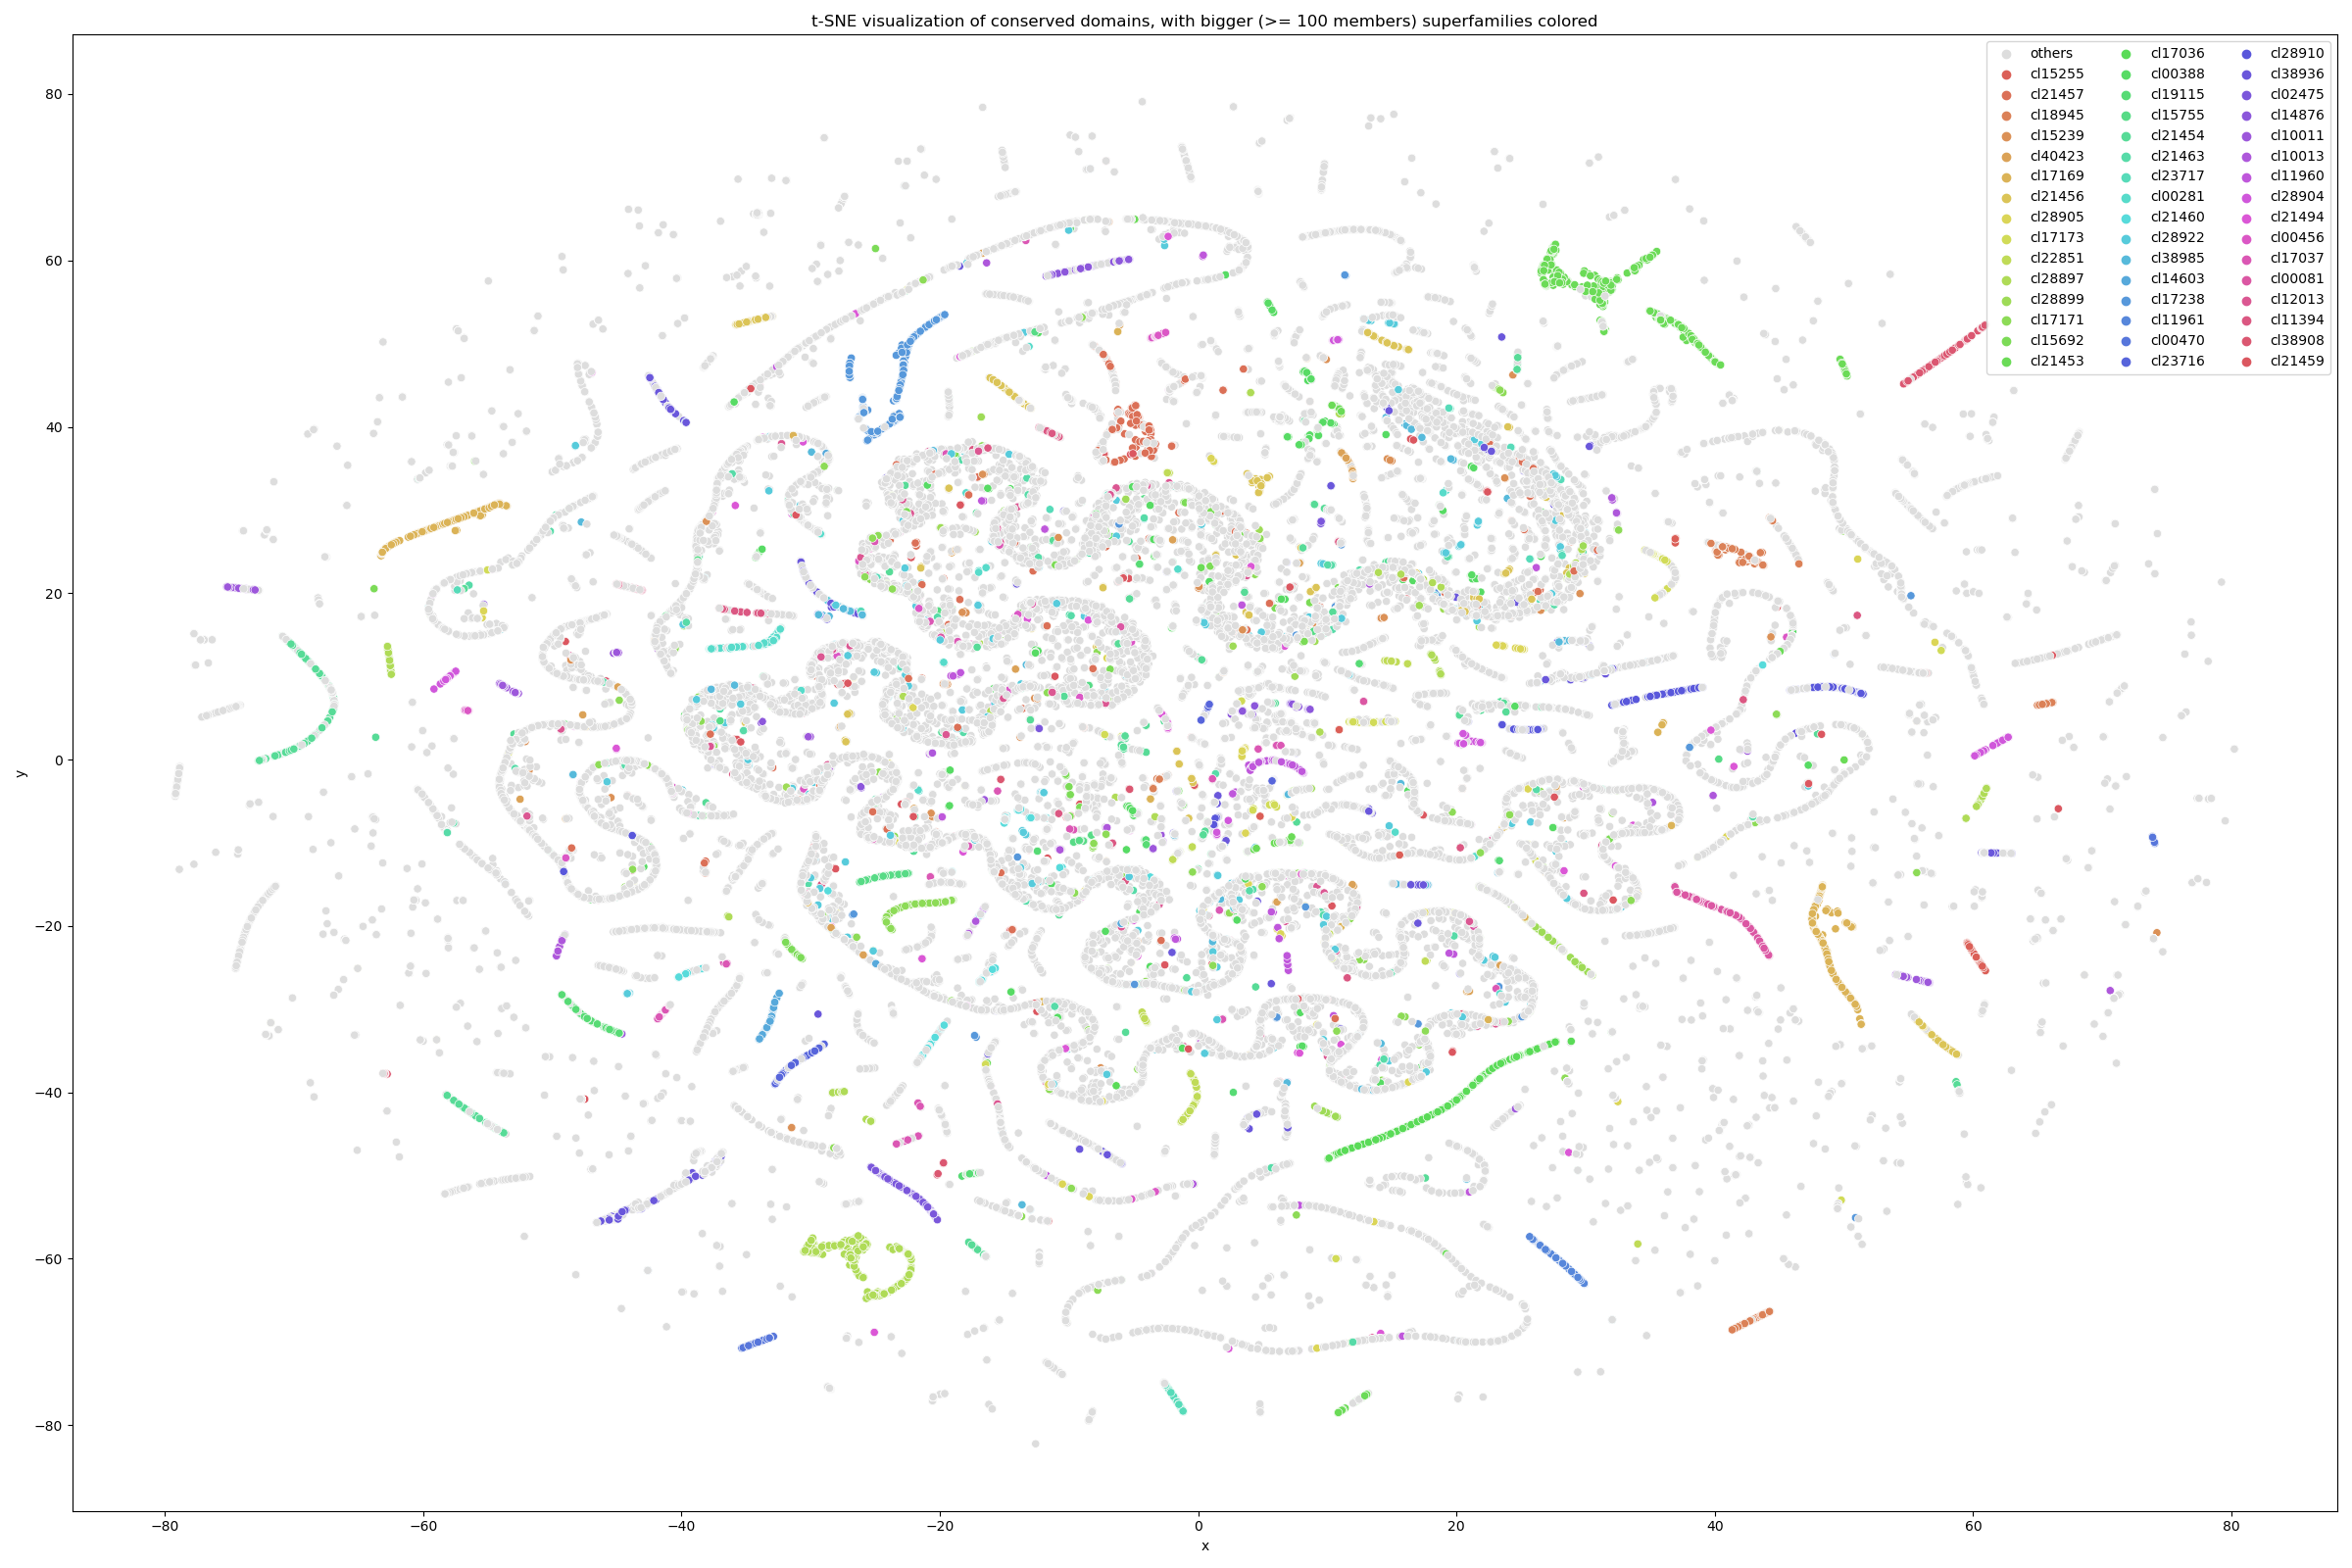 t-SNE visualization of conserved domains, with bigger (>= 100 members) superfamilies colored
others
cl15255
cl21457
cl18945
cl15239
cl40423
cl17169
cl21456
cl28905
cl17173
cl22851
cl28897
cl28899
cl17171
cl15692
cl21453
cl17036
cl00388
cl19115
cl15755
cl21454
cl21463
cl23717
cl00281
cl21460
cl28922
cl38985
cl14603
cl17238
cl11961
cl00470
cl23716
cl28910
cl38936
cl02475
cl14876
cl10011
cl10013
cl11960
cl28904
cl21494
cl00456
cl17037
cl00081
cl12013
cl11394
cl38908
cl21459
y
80
60
40
20
0
−20
−40
−60
−80
−80
−60
−40
−20
0
20
40
60
80
x